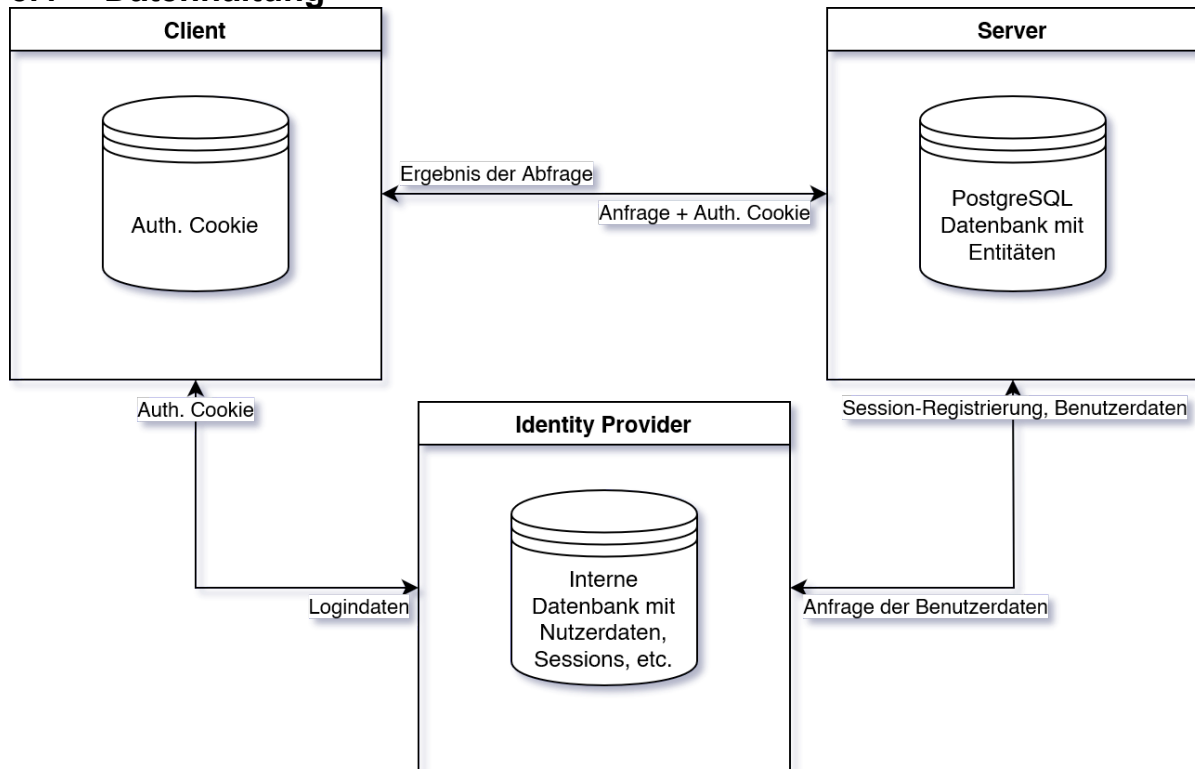 Datenhaltung
Client
Server
Auth. Cookie
Ergebnis der Abfrage
Anfrage + Auth. Cookie
PostgreSQL
Datenbank mit
Entitäten
Auth. Cookie
Session-Registrierung, Benutzerdaten
Identity Provider
Interne
Datenbank mit
Nutzerdaten,
Sessions, etc.
Logindaten
Anfrage der Benutzerdaten